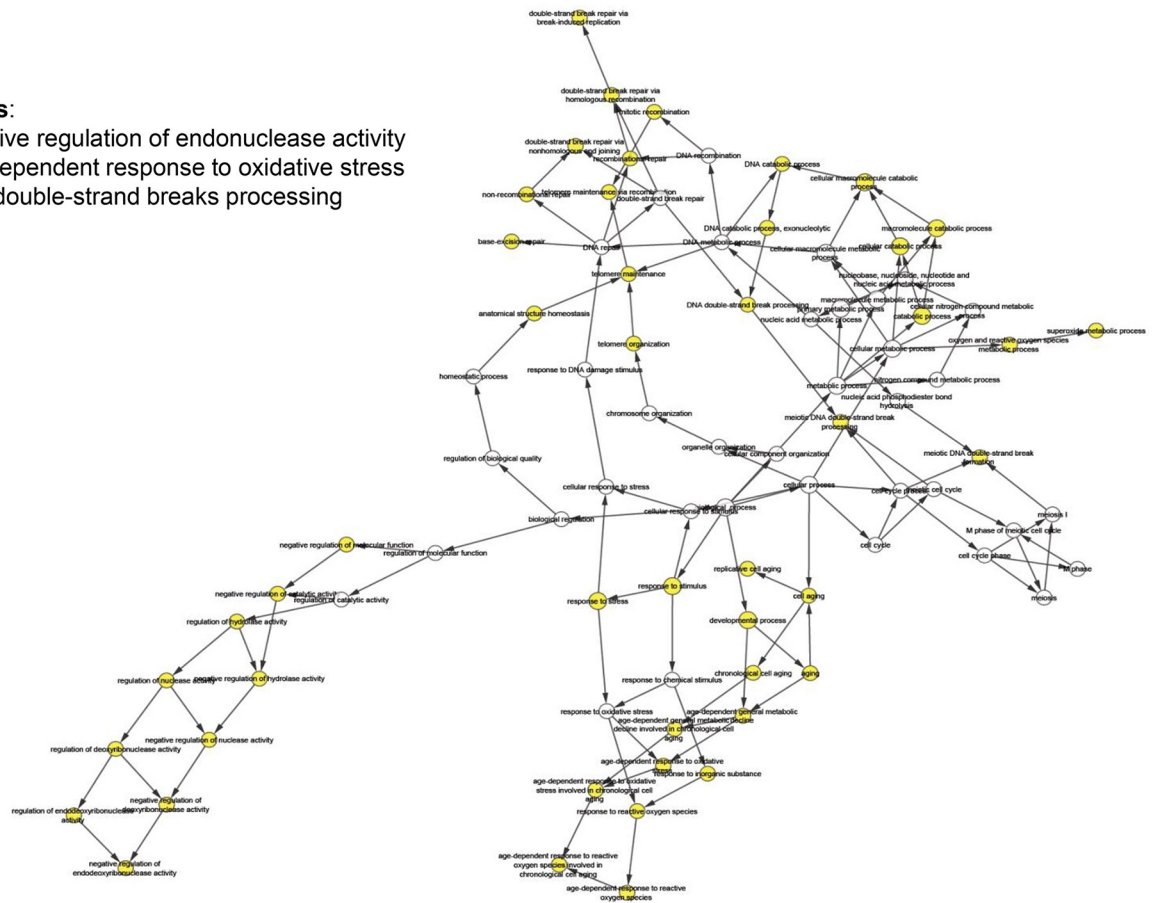 double-strand break repair via
break-induced replication
double-strand break repair via
homologous recombination
mitotic recombination
s:
ive regulation of endonuclease activity
ependent response to oxidative stress
double-strand breaks processing
double-strand break repair via
nonhomologous end joining
recombinational repair
DNA recombination
DNA catabolic process
cellular macromolecule catabolic
process
non-recombinational repair
telomere maintenance via recombination
double-strand break repair
DNA catabolic process, exonucleolytic
macromolecule catabolic process
base-excision repair
DNA repair
DNA metabolic process
cellular macromolecule metabolic
process
cellular catabolic process
telomere maintenance
nucleobase, nucleoside, nucleotide and
nucleic acid metabolic process
DNA double-strand break processing
macromolecule metabolic process
primary metabolic process
cellular nitrogen compound metabolic
process
anatomical structure homeostasis
nucleic acid metabolic process
catabolic process
superoxide metabolic process
telomere organization
cellular metabolic process
oxygen and reactive oxygen species
metabolic process
homeostatic process
response to DNA damage stimulus
metabolic process
nitrogen compound metabolic process
nucleic acid phosphodiester bond
hydrolysis
chromosome organization
meiotic DNA double-strand break
processing
organelle organization
cellular component organization
meiotic DNA double-strand break
formation
regulation of biological quality
cellular response to stress
cellular process
cell cycle process
meiotic cell cycle
biological regulation
cellular response to stimulus
biological_process
meiosis I
M phase of meiotic cell cycle
negative regulation of molecular function
regulation of molecular function
cell cycle
cell cycle phase
M phase
negative regulation of catalytic activity
regulation of catalytic activity
replicative cell aging
response to stimulus
response to stress
cell aging
meiosis
regulation of hydrolase activity
developmental process
regulation of nuclease activity
negative regulation of hydrolase activity
response to chemical stimulus
chronological cell aging
aging
response to oxidative stress
age-dependent general metabolic
decline
age-dependent general metabolic
decline involved in chronological cell
aging
regulation of deoxyribonuclease activity
negative regulation of nuclease activity
age-dependent response to oxidative
stress
response to inorganic substance
age-dependent response to oxidative
stress involved in chronological cell
aging
regulation of endodeoxyribonuclease
activity
negative regulation of
deoxyribonuclease activity
response to reactive oxygen species
negative regulation of
endodeoxyribonuclease activity
age-dependent response to reactive
oxygen species involved in
chronological cell aging
age-dependent response to reactive
oxygen species